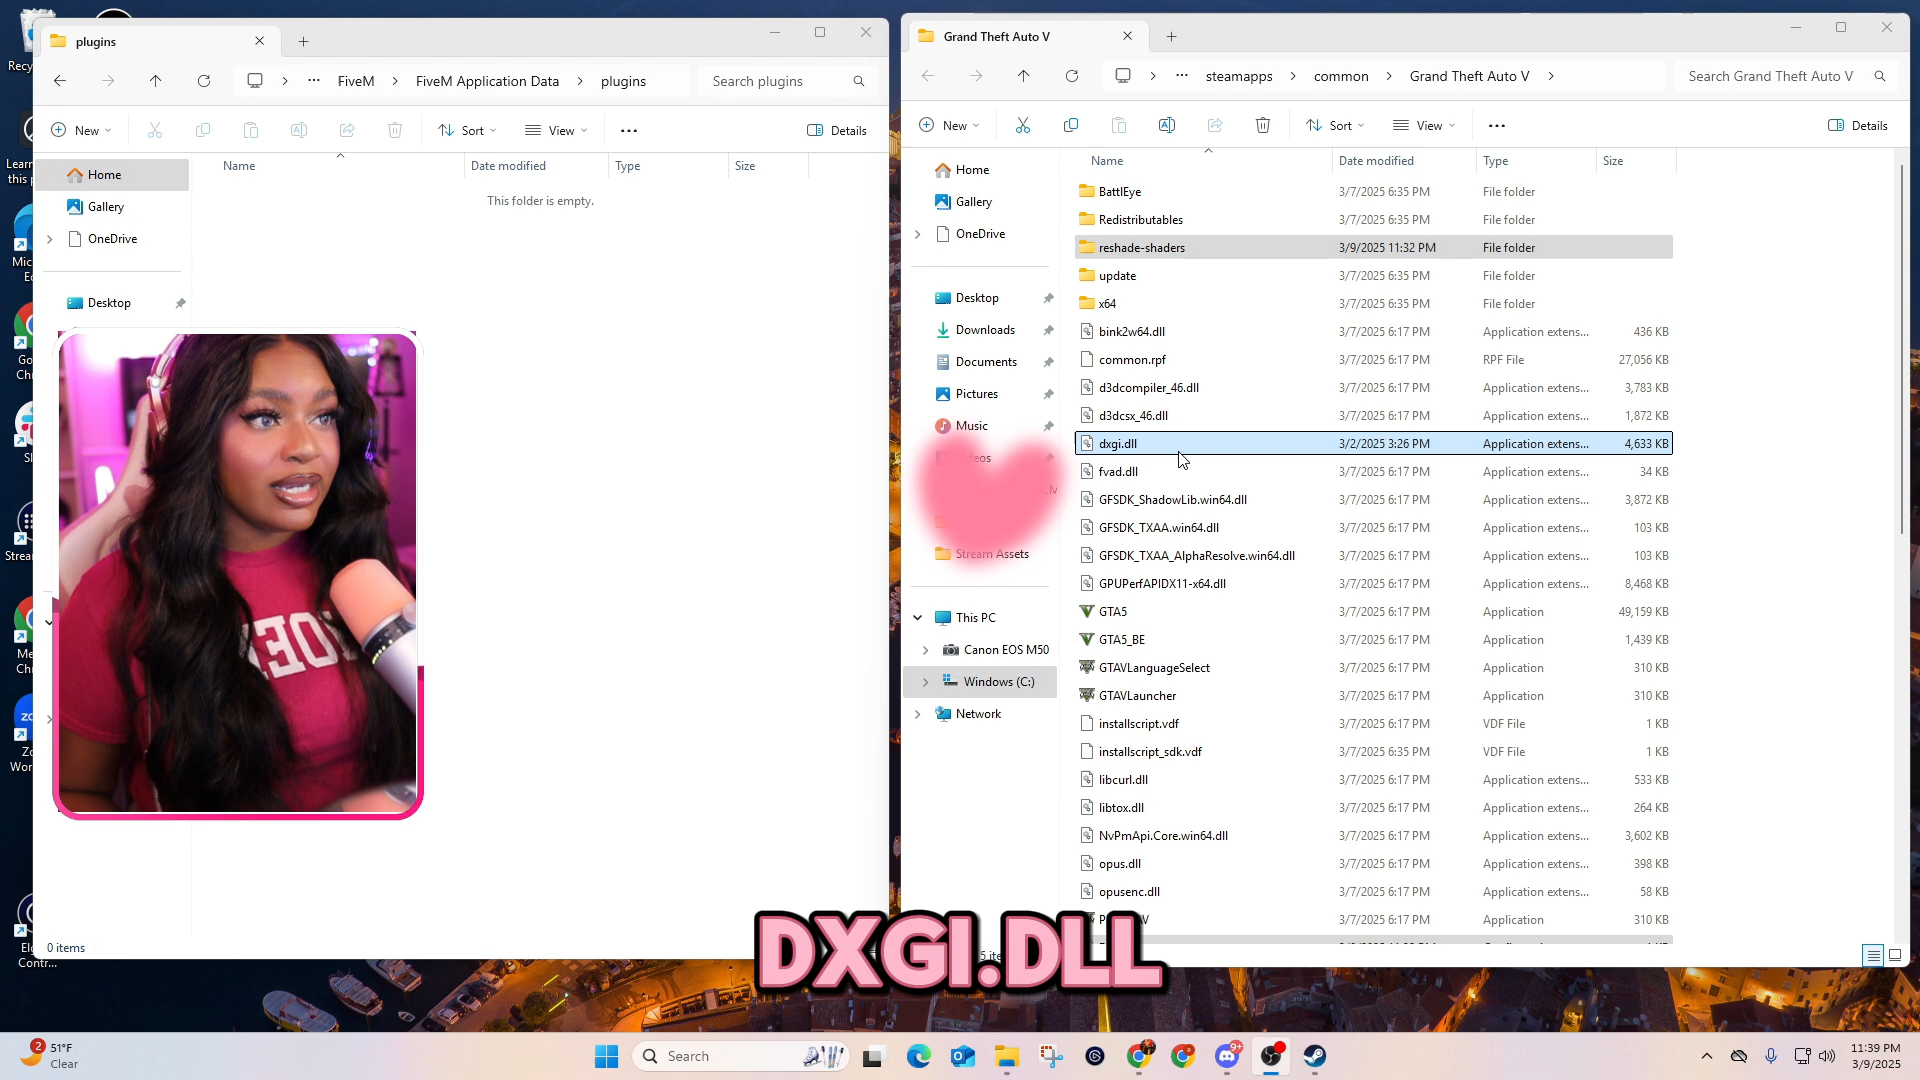 plugins
FiveM
FiveM Application Data
plugins
Search plugins
New
Sort
View
Details
Home
Gallery
OneDrive
Desktop
Name
Date modified
Type
Size
This folder is empty.
0 items
Grand Theft Auto V
steamapps
common
Grand Theft Auto V
Search Grand Theft Auto V
New
Sort
View
Details
Home
Gallery
OneDrive
Desktop
Downloads
Documents
Pictures
Music
Stream Assets
This PC
Canon EOS M50
Windows (C:)
Network
Name Date modified Type Size
BattlEye 3/7/2025 6:35 PM File folder
Redistributables 3/7/2025 6:35 PM File folder
reshade-shaders 3/9/2025 11:32 PM File folder
update 3/7/2025 6:35 PM File folder
x64 3/7/2025 6:35 PM File folder
bink2w64.dll 3/7/2025 6:17 PM Application extens... 436 KB
common.rpf 3/7/2025 6:17 PM RPF File 27,056 KB
d3dcompiler_46.dll 3/7/2025 6:17 PM Application extens... 3,783 KB
d3dcsx_46.dll 3/7/2025 6:17 PM Application extens... 1,872 KB
dxgi.dll 3/2/2025 3:26 PM Application extens... 4,633 KB
fvad.dll 3/7/2025 6:17 PM Application extens... 34 KB
GFSDK_ShadowLib.win64.dll 3/7/2025 6:17 PM Application extens... 3,872 KB
GFSDK_TXAA.win64.dll 3/7/2025 6:17 PM Application extens... 103 KB
GFSDK_TXAA_AlphaResolve.win64.dll 3/7/2025 6:17 PM Application extens... 103 KB
GPUPerfAPIDX11-x64.dll 3/7/2025 6:17 PM Application extens... 8,468 KB
GTA5 3/7/2025 6:17 PM Application 49,159 KB
GTA5_BE 3/7/2025 6:17 PM Application 1,439 KB
GTAVLanguageSelect 3/7/2025 6:17 PM Application 310 KB
GTAVLauncher 3/7/2025 6:17 PM Application 310 KB
installscript.vdf 3/7/2025 6:17 PM VDF File 1 KB
installscript_sdk.vdf 3/7/2025 6:35 PM VDF File 1 KB
libcurl.dll 3/7/2025 6:17 PM Application extens... 533 KB
libtox.dll 3/7/2025 6:17 PM Application extens... 264 KB
NvPmApi.Core.win64.dll 3/7/2025 6:17 PM Application extens... 3,602 KB
opus.dll 3/7/2025 6:17 PM Application extens... 398 KB
opusenc.dll 3/7/2025 6:17 PM Application extens... 58 KB
3/7/2025 6:17 PM Application 310 KB
DXGI.DLL
2
51°F
Clear
Search
9+
11:39 PM
3/9/2025